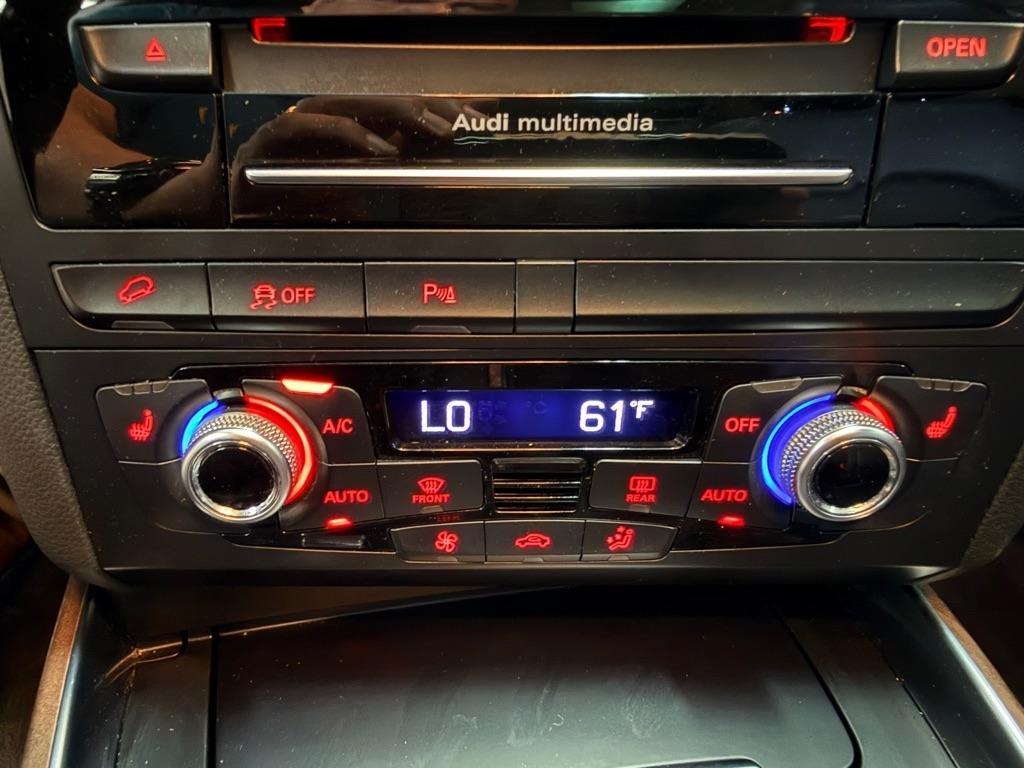 OPEN
Audi multimedia
OFF P
A/C LO 61°F OFF
AUTO FRONT REAR AUTO